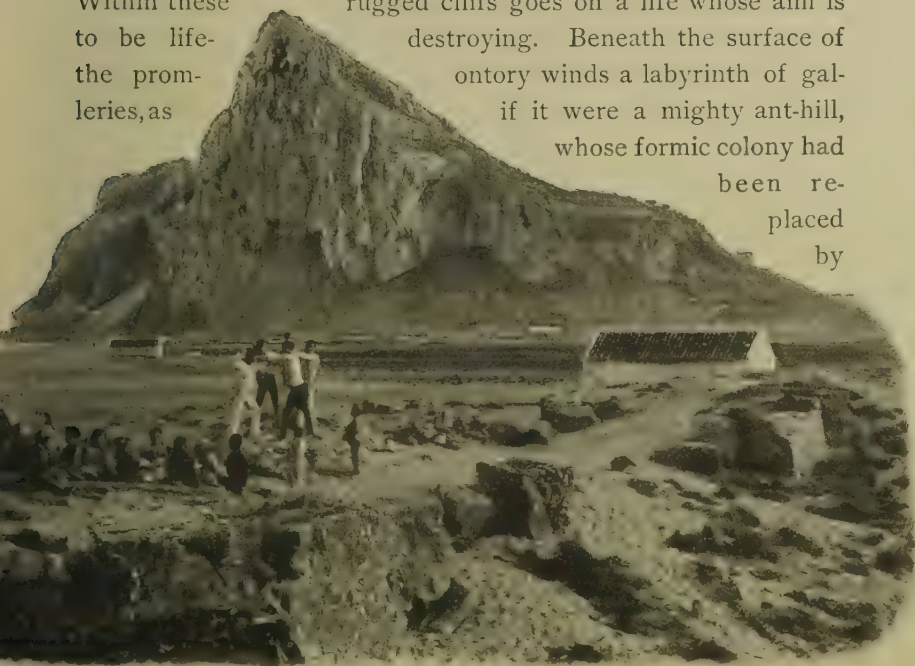 Within these rugged cliffs goes on a life whose aim is
to be life- destroying. Beneath the surface of
the prom- ontory winds a labyrinth of gal-
leries, as if it were a mighty ant-hill,
whose formic colony had
been re-
placed
by